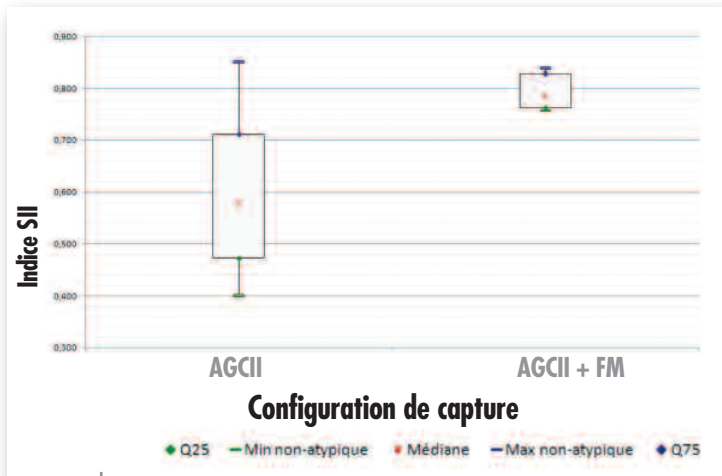 0,900
0,800
0,700
0,600
0,500
0,400
0,300
Indice SII
AGCII
AGCII + FM
Configuration de capture
Q25
Min non-atypique
Médiane
Max non-atypique
Q75